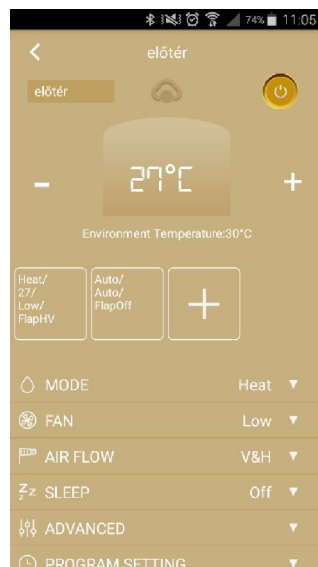 74% 11:05
előtér
előtér
- 27°C +
Environment Temperature:30°C
Heat/
27/
Low/
FlapHV
Auto/
Auto/
FlapOff
+
MODE Heat
FAN Low
AIR FLOW V&H
Zzz SLEEP Off
ADVANCED
PROGRAM SETTING